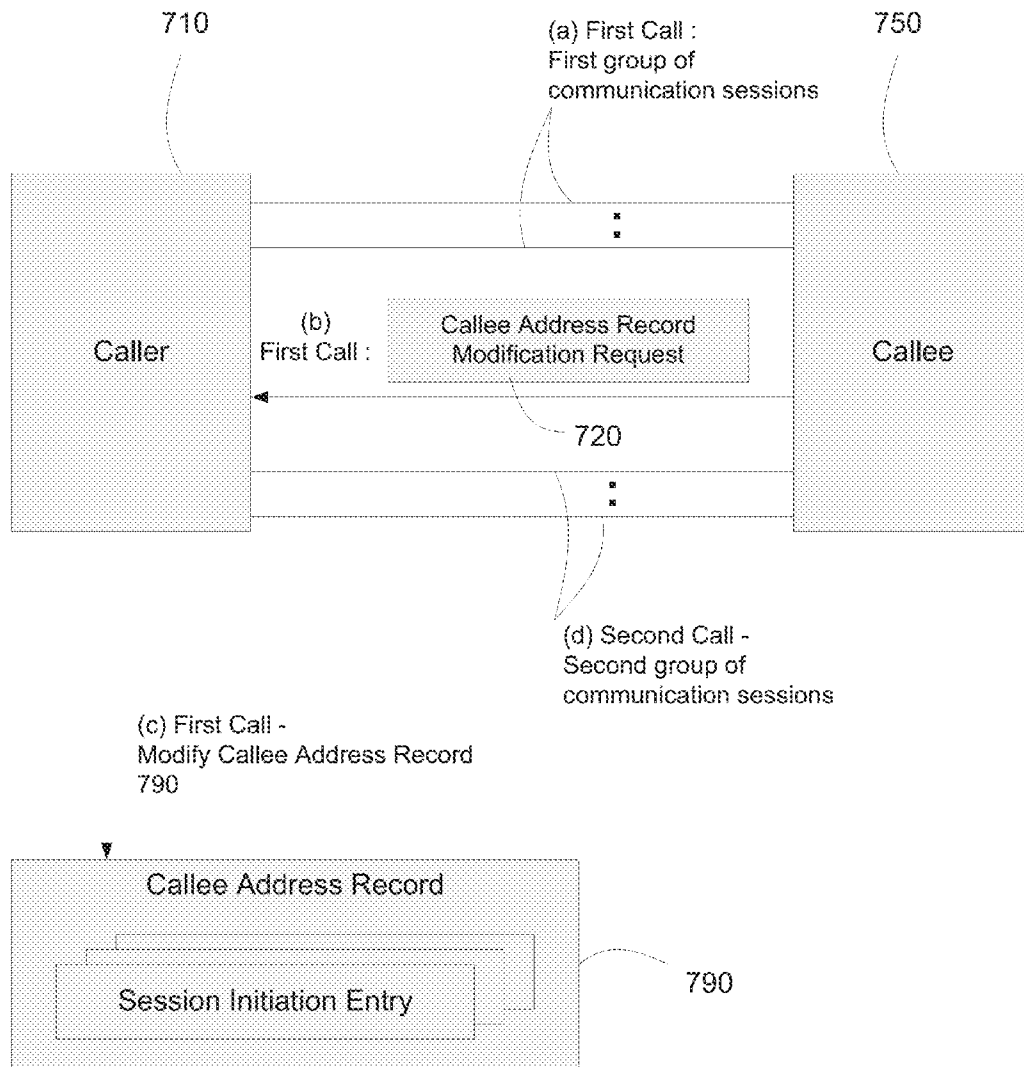 710
(a) First Call :
First group of
communication sessions
750
Caller
(b)
First Call :
Callee Address Record
Modification Request
Callee
720
(d) Second Call -
Second group of
communication sessions
(c) First Call -
Modify Callee Address Record
790
Callee Address Record
Session Initiation Entry
790